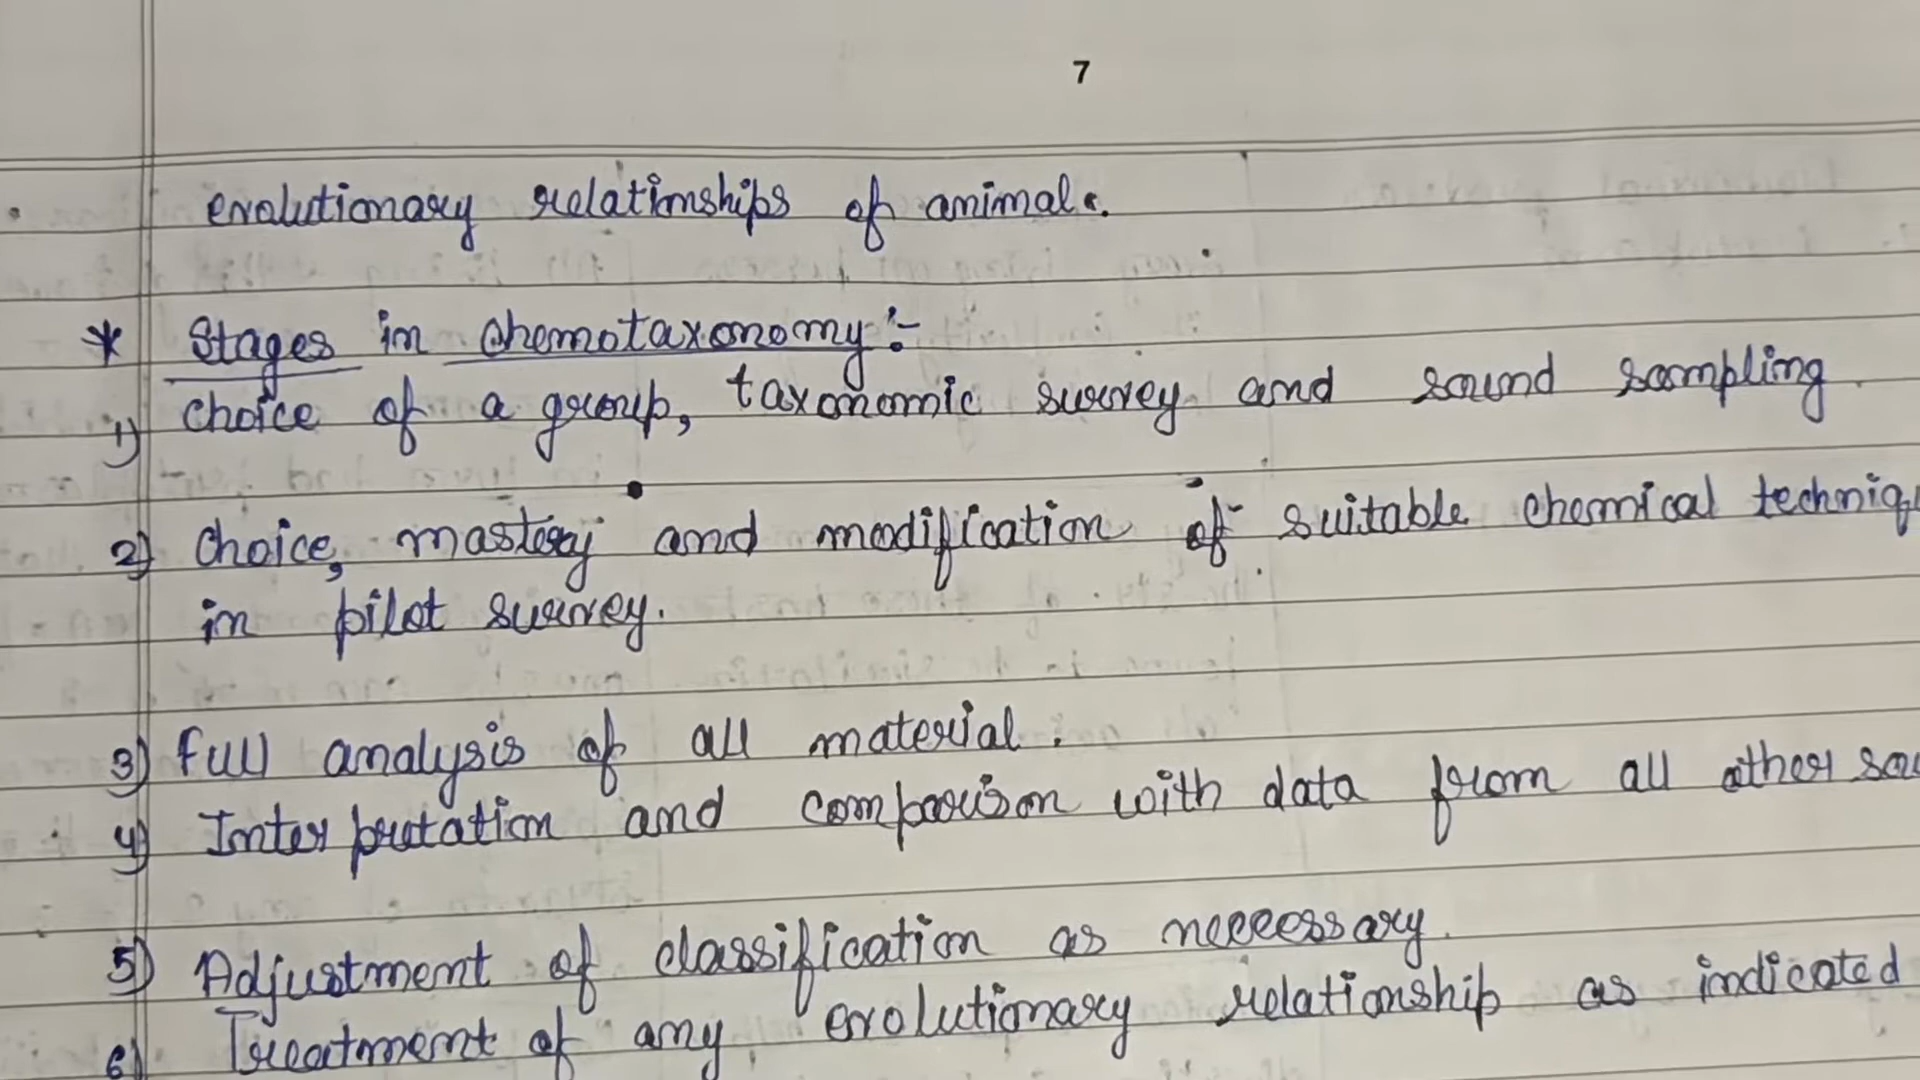 7
evolutionary relationships of animal.
* Stages in chemotaxonomy:-
1) choice of a group, taxonomic survey and sound sampling
2) choice, mastery and modification of suitable chemical techniqu
in pilot survey.
3) full analysis of all material.
4) Interpretation and comparison with data from all other sou
5) Adjustment of classification as necessary.
6) Treatment of any evolutionary relationship as indicated